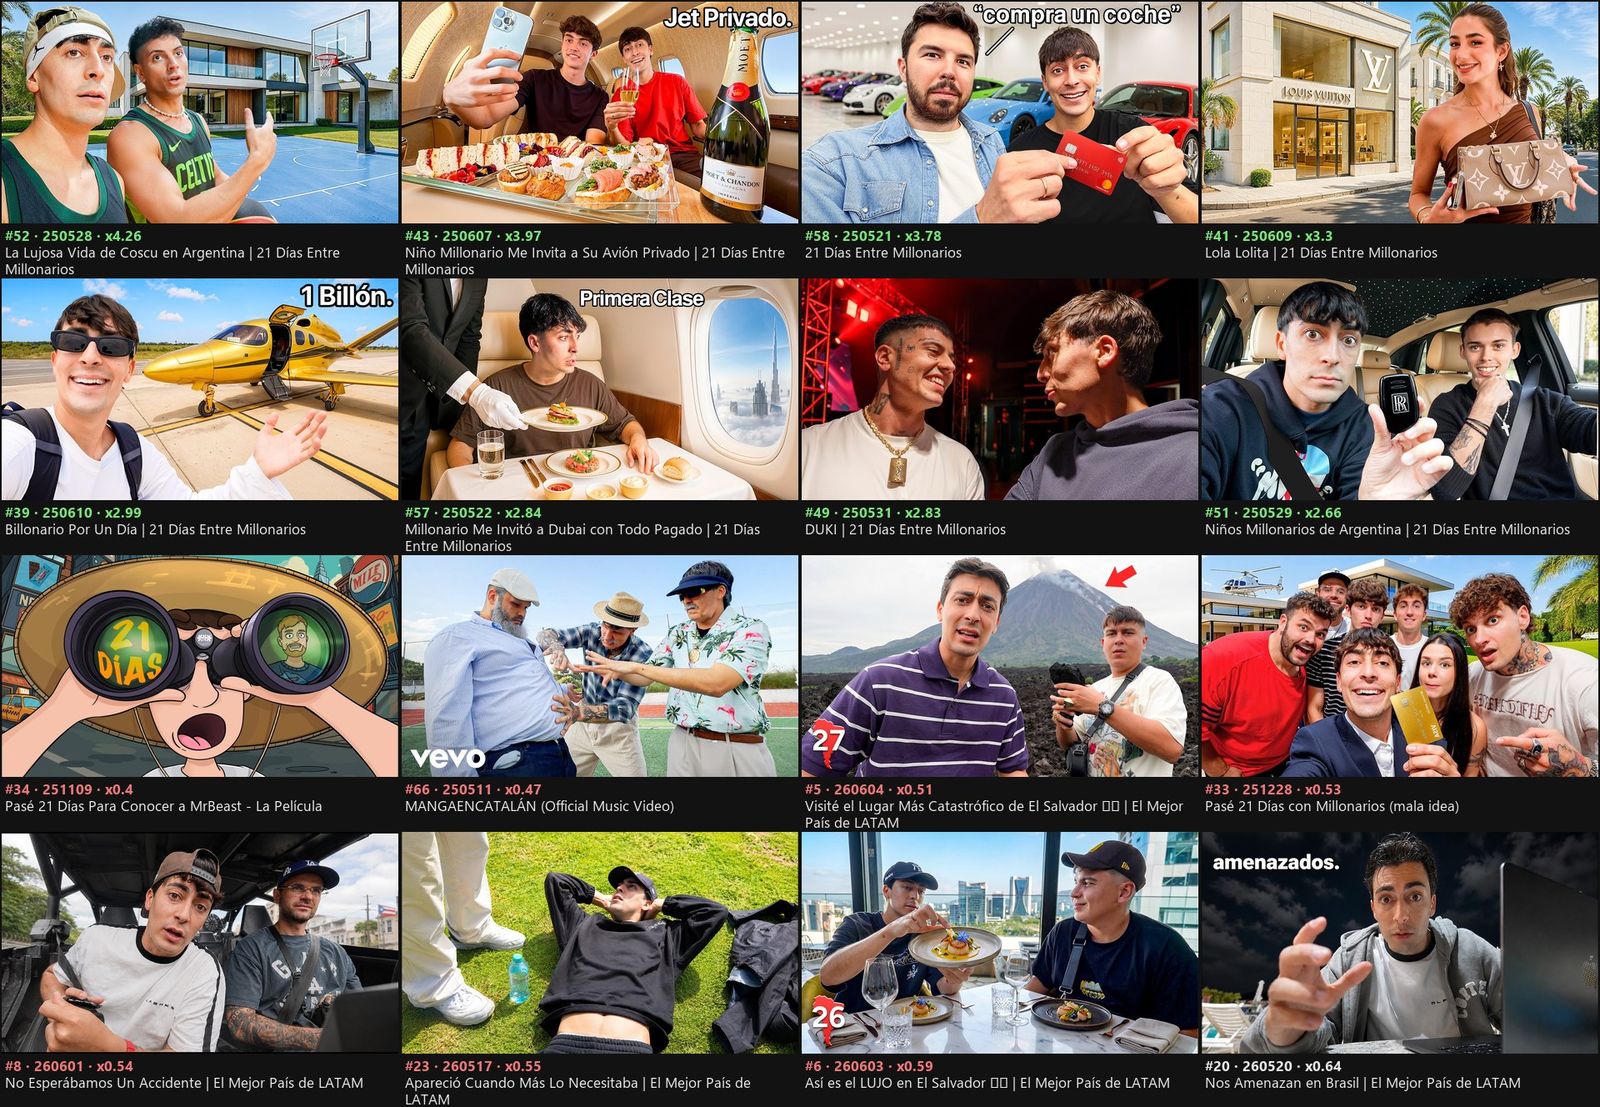 Jet Privado.
"compra un coche"
LOUIS VUITTON
CELTI
MOËT & CHANDON
IMPERIAL
#52 · 250528 · x4.26
La Lujosa Vida de Coscu en Argentina | 21 Días Entre
Millonarios
#43 · 250607 · x3.97
Niño Millonario Me Invita a Su Avión Privado | 21 Días Entre
Millonarios
#58 · 250521 · x3.78
21 Días Entre Millonarios
#41 · 250609 · x3.3
Lola Lolita | 21 Días Entre Millonarios
1 Billón.
Primera Clase
#39 · 250610 · x2.99
Billonario Por Un Día | 21 Días Entre Millonarios
#57 · 250522 · x2.84
Millonario Me Invitó a Dubai con Todo Pagado | 21 Días
Entre Millonarios
#49 · 250531 · x2.83
DUKI | 21 Días Entre Millonarios
#51 · 250529 · x2.66
Niños Millonarios de Argentina | 21 Días Entre Millonarios
21
DÍAS
vevo
27
#34 · 251109 · x0.4
Pasé 21 Días Para Conocer a MrBeast - La Película
#66 · 250511 · x0.47
MANGAENCATALÁN (Official Music Video)
#5 · 260604 · x0.51
Visité el Lugar Más Catastrófico de El Salvador | El Mejor
País de LATAM
#33 · 251228 · x0.53
Pasé 21 Días con Millonarios (mala idea)
amenazados.
26
#8 · 260601 · x0.54
No Esperábamos Un Accidente | El Mejor País de LATAM
#23 · 260517 · x0.55
Apareció Cuando Más Lo Necesitaba | El Mejor País de
LATAM
#6 · 260603 · x0.59
Así es el LUJO en El Salvador | El Mejor País de LATAM
#20 · 260520 · x0.64
Nos Amenazan en Brasil | El Mejor País de LATAM